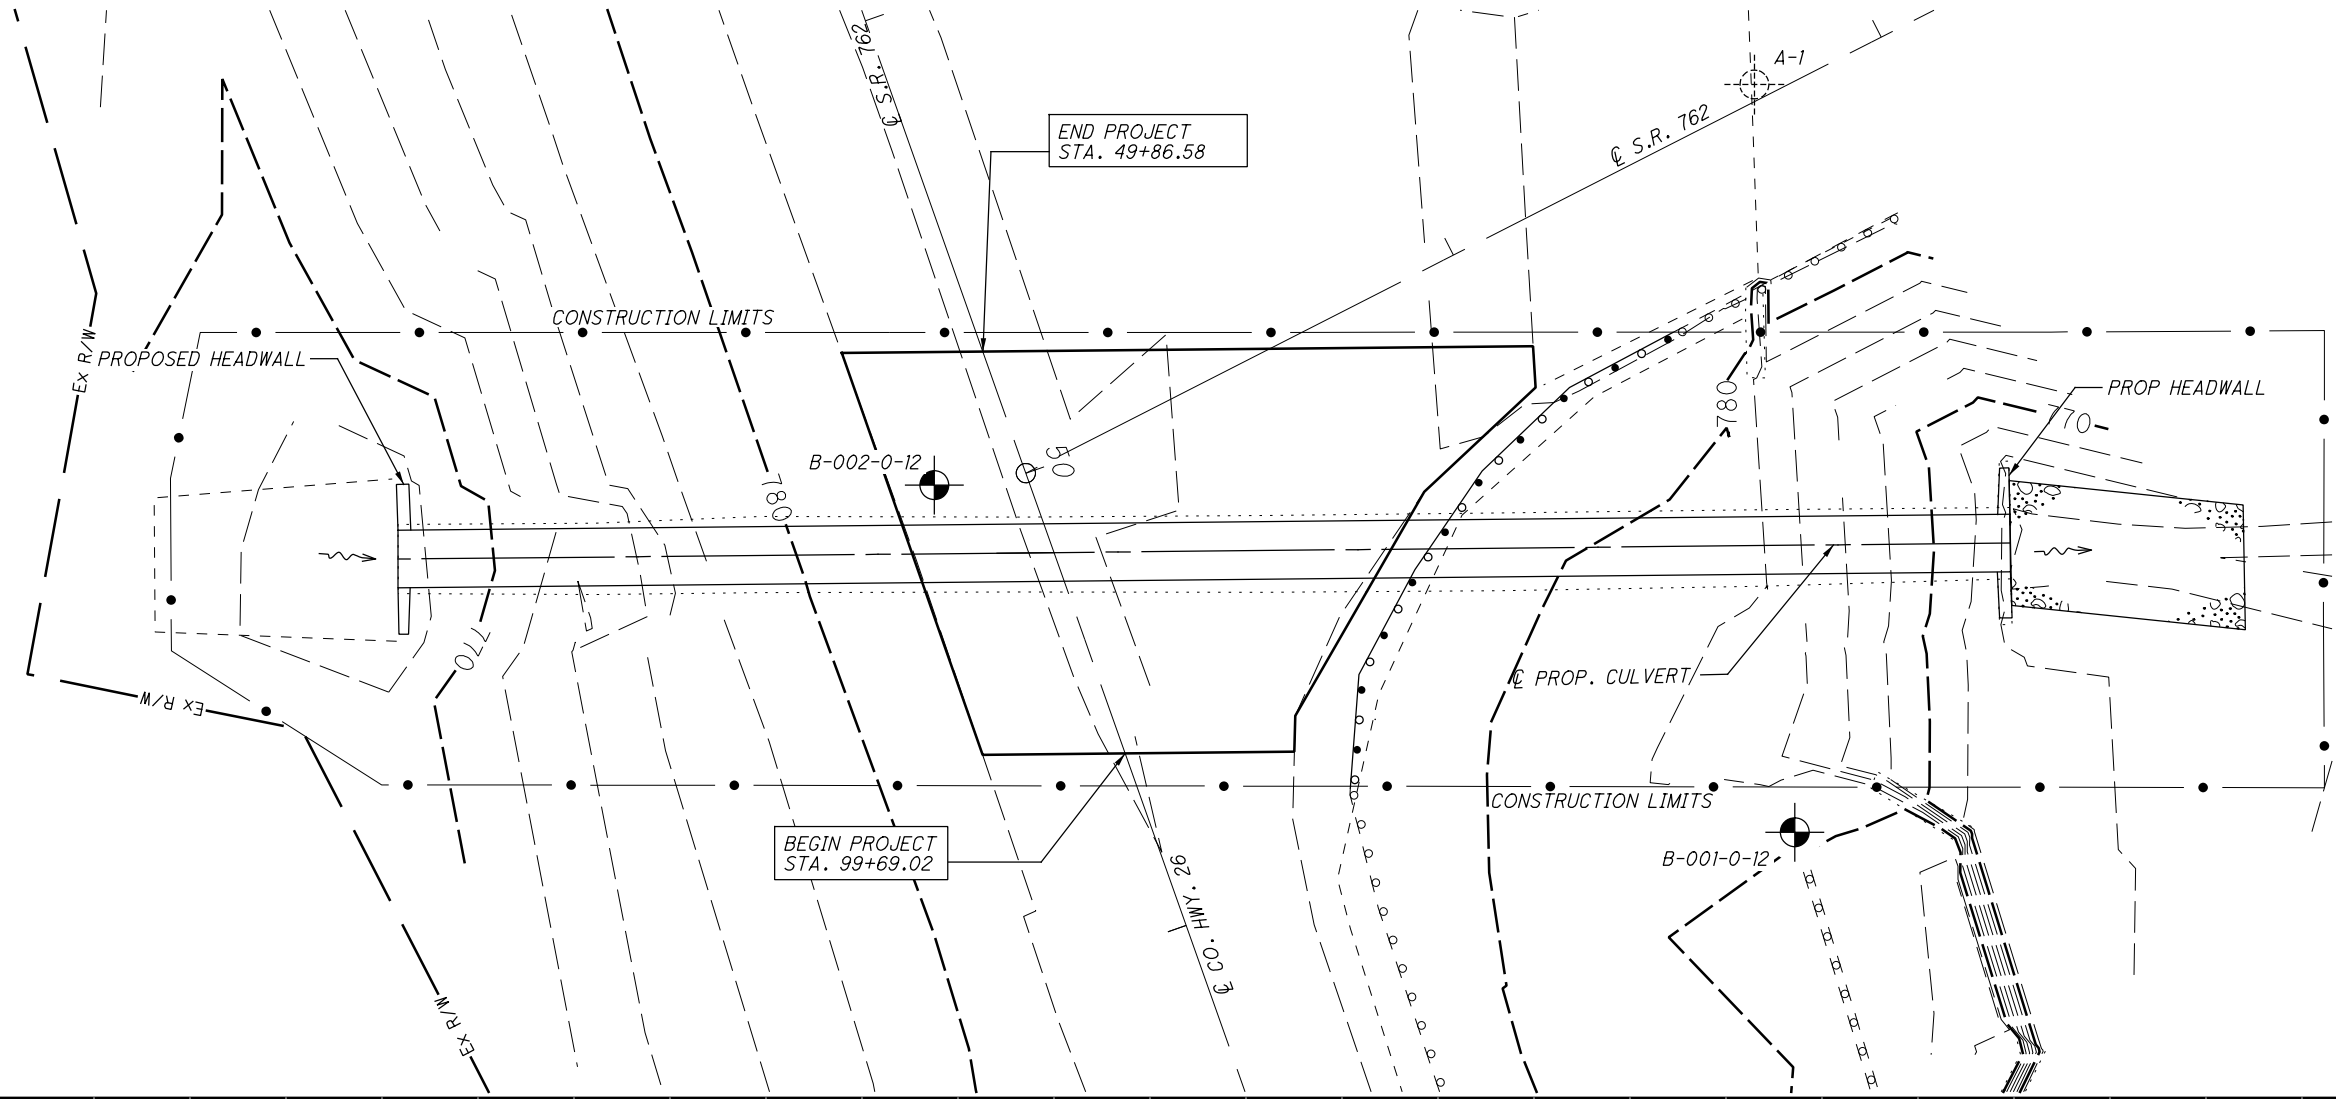 ℄ S.R. 762
A-1
END PROJECT
STA. 49+86.58
℄ S.R. 762
CONSTRUCTION LIMITS
Ex R/W
PROPOSED HEADWALL
780
PROP HEADWALL
770
B-002-0-12
50
780
770
℄ PROP. CULVERT
Ex R/W
CONSTRUCTION LIMITS
BEGIN PROJECT
STA. 99+69.02
B-001-0-12
℄ CO. HWY. 26
Ex R/W